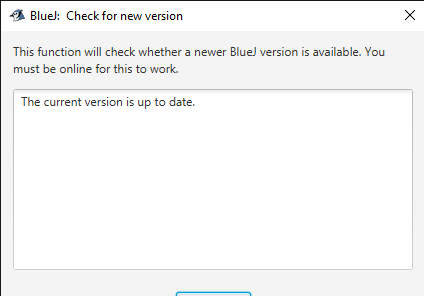 BlueJ: Check for new version
This function will check whether a newer BlueJ version is available. You
must be online for this to work.
The current version is up to date.